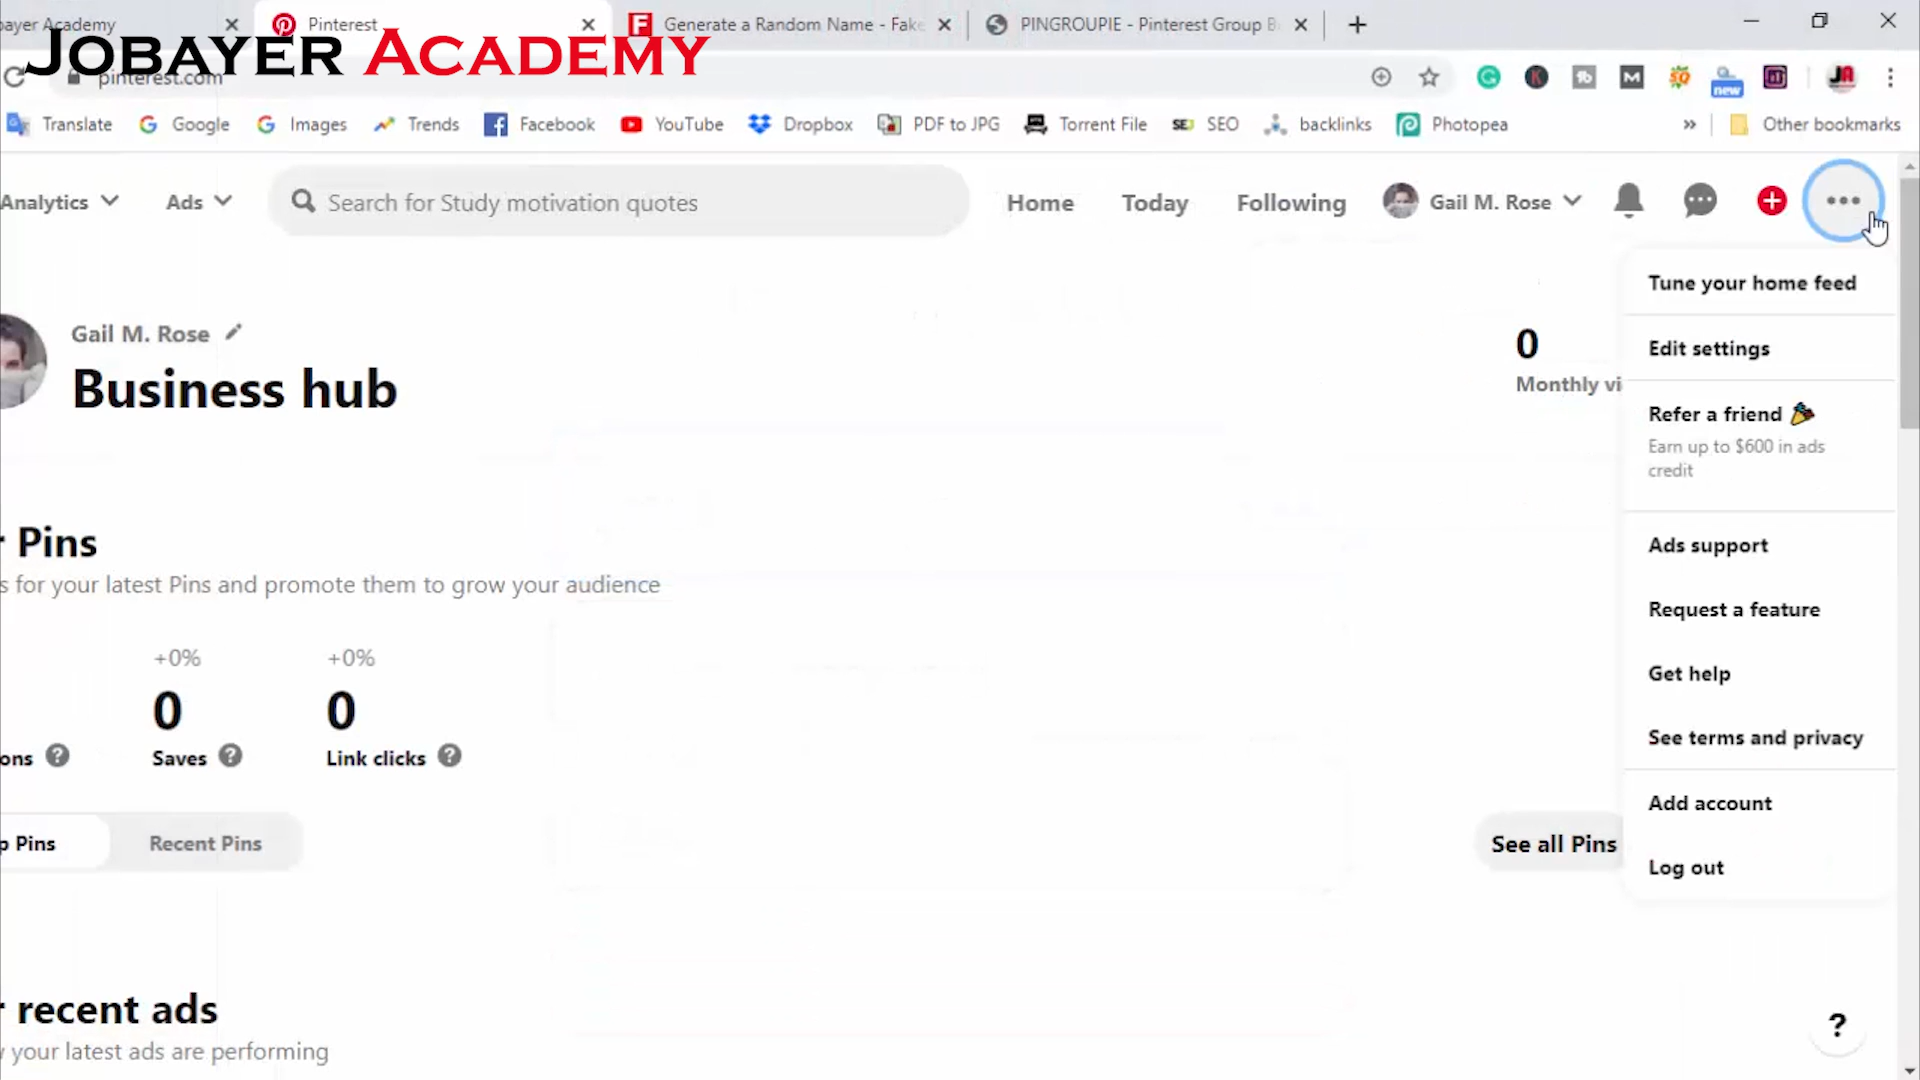 bayer Academy
Pinterest
Generate a Random Name - Fake
PINGROUPIE - Pinterest Group B
JOBAYER ACADEMY
pinterest.com
new
JA
Translate
Google
Images
Trends
Facebook
YouTube
Dropbox
PDF to JPG
Torrent File
SEO
backlinks
Photopea
Other bookmarks
Analytics
Ads
Search for Study motivation quotes
Home
Today
Following
Gail M. Rose
Tune your home feed
Edit settings
Refer a friend
Earn up to $600 in ads
credit
Ads support
Request a feature
Get help
See terms and privacy
Add account
Log out
Gail M. Rose
Business hub
0
Monthly vi
r Pins
s for your latest Pins and promote them to grow your audience
+0%
+0%
0
0
ons
Saves
Link clicks
p Pins
Recent Pins
See all Pins
r recent ads
w your latest ads are performing
?